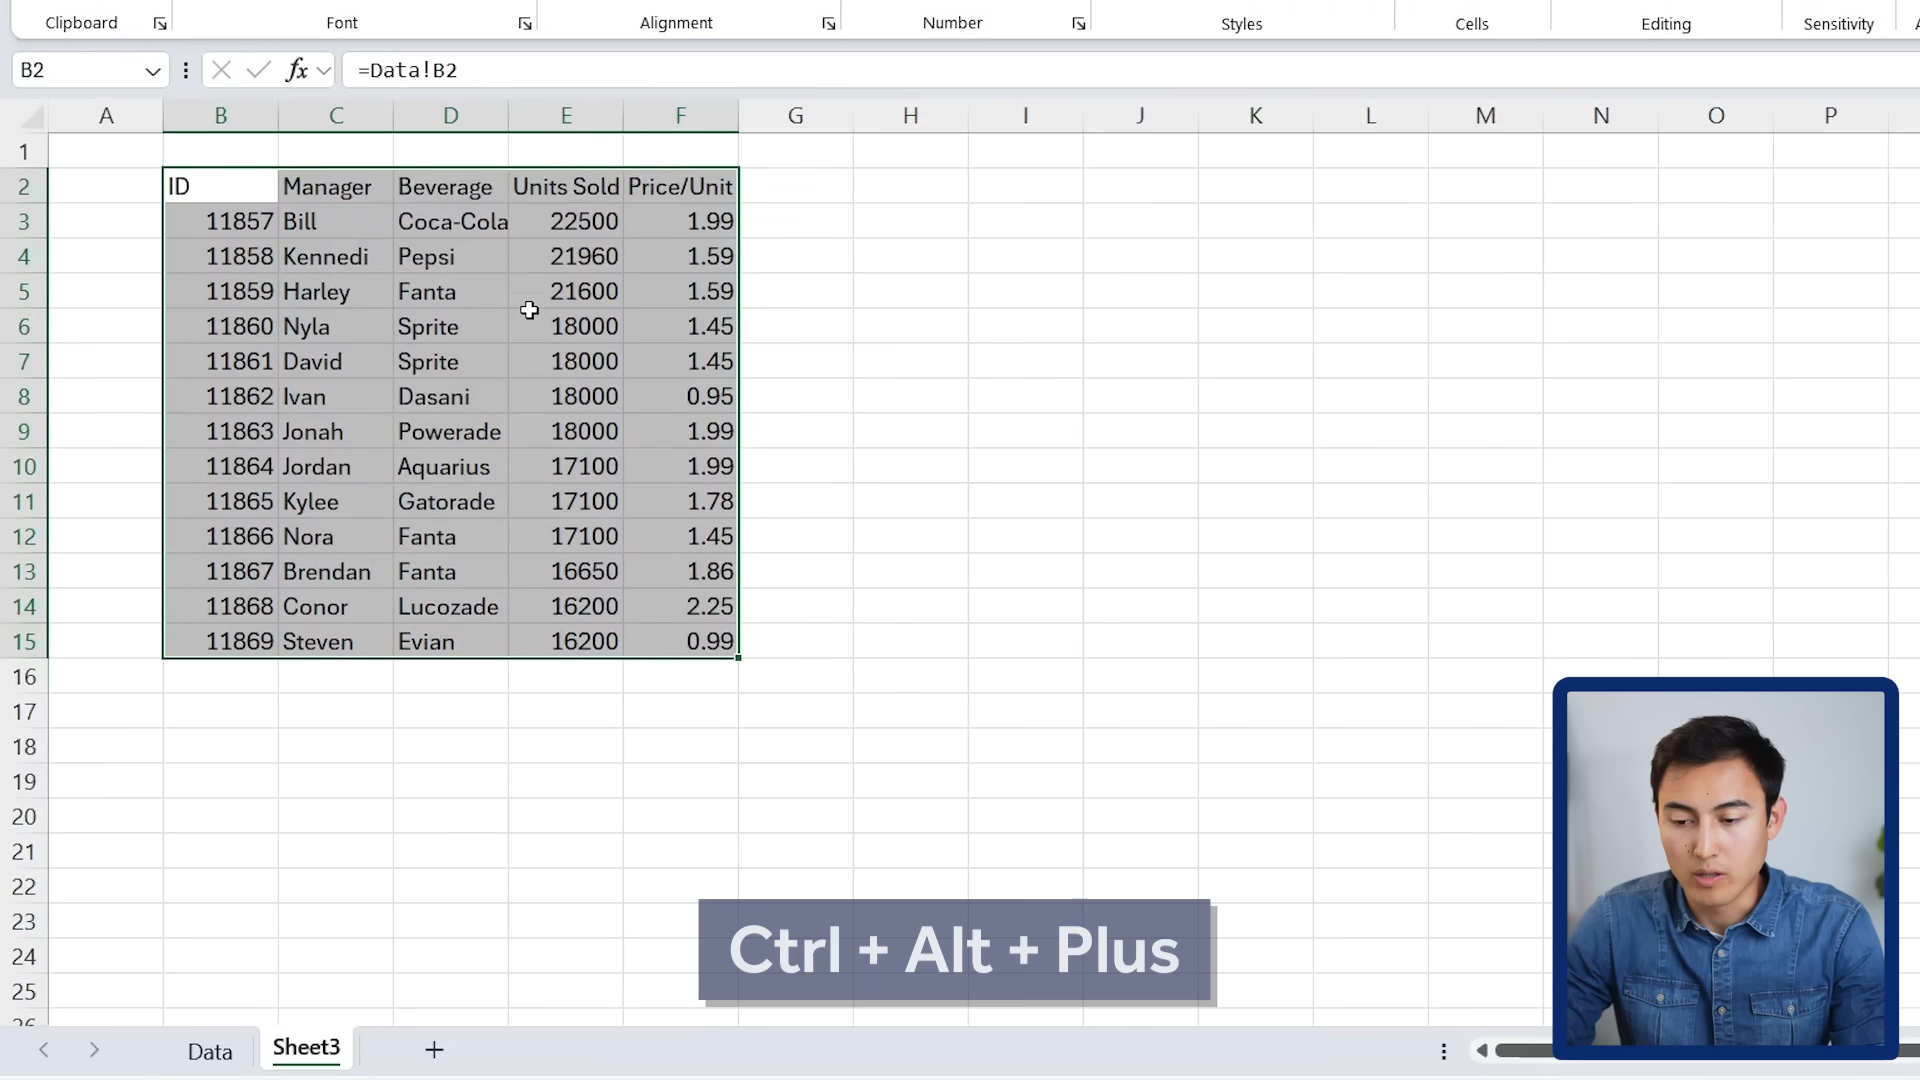 Clipboard Font Alignment Number Styles Cells Editing Sensitivity
B2 fx =Data!B2
A B C D E F G H I J K L M N O P
1
2 ID Manager Beverage Units Sold Price/Unit
3 11857 Bill Coca-Cola 22500 1.99
4 11858 Kennedi Pepsi 21960 1.59
5 11859 Harley Fanta 21600 1.59
6 11860 Nyla Sprite 18000 1.45
7 11861 David Sprite 18000 1.45
8 11862 Ivan Dasani 18000 0.95
9 11863 Jonah Powerade 18000 1.99
10 11864 Jordan Aquarius 17100 1.99
11 11865 Kylee Gatorade 17100 1.78
12 11866 Nora Fanta 17100 1.45
13 11867 Brendan Fanta 16650 1.86
14 11868 Conor Lucozade 16200 2.25
15 11869 Steven Evian 16200 0.99
16
17
18
19
20
21
22
23
24
25
Ctrl + Alt + Plus
Data Sheet3 +